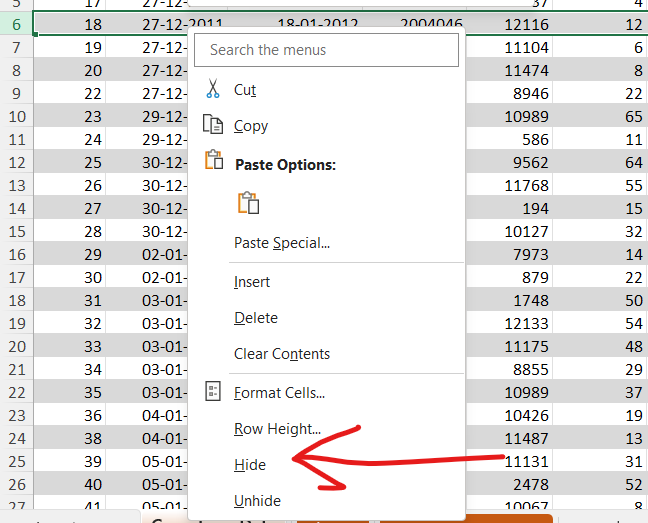 5 17 27-12-2011 37 4
6 18 27-12-2011 18-01-2012 2004046 12116 12
Search the menus
7 19 27-12- 11104 6
8 20 27-12- 11474 8
9 22 27-12- Cut 8946 22
10 23 29-12- Copy 10989 65
11 24 29-12- 586 11
12 25 30-12- Paste Options: 9562 64
13 26 30-12- 11768 55
14 27 30-12- 194 15
15 28 30-12- 10127 32
Paste Special...
16 29 02-01- 7973 14
17 30 02-01- Insert 879 22
18 31 03-01- 1748 50
19 32 03-01- Delete 12133 54
20 33 03-01- Clear Contents 11175 48
21 34 03-01- 8855 29
22 35 03-01- Format Cells... 10989 37
23 36 04-01- 10426 19
Row Height...
24 38 04-01- 11487 13
25 39 05-01- Hide 11131 31
26 40 05-01- 2478 52
27 41 05-01- Unhide 10067 8